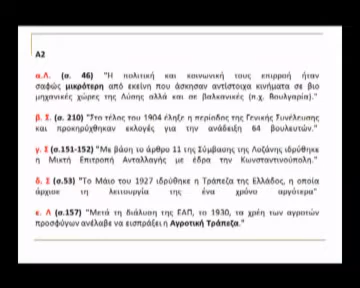 Α2
α.Λ. (σ. 46) "Η πολιτική και κοινωνική τους επιρροή ήταν
σαφώς μικρότερη από εκείνη που άσκησαν αντίστοιχα κινήματα σε βιο
μηχανικές χώρες της Δύσης αλλά και σε βαλκανικές (π.χ. Βουλγαρία)."
β. Σ. (σ. 210) "Στο τέλος του 1904 έληξε η περίοδος της Γενικής Συνέλευσης
και προκηρύχθηκαν εκλογές για την ανάδειξη 64 βουλευτών."
γ. Σ (σ.151-152) "Με βάση το άρθρο 11 της Σύμβασης της Λοζάνης ιδρύθηκε
η Μικτή Επιτροπή Ανταλλαγής με έδρα την Κωνσταντινούπολη."
δ. Σ (σ.53) "Το Μάιο του 1927 ιδρύθηκε η Τράπεζα της Ελλάδος, η οποία
άρχισε τη λειτουργία της ένα χρόνο αργότερα"
ε. Λ (σ.157) "Μετά τη διάλυση της ΕΑΠ, το 1930, τα χρέη των αγροτών
προσφύγων ανέλαβε να εισπράξει η Αγροτική Τράπεζα."